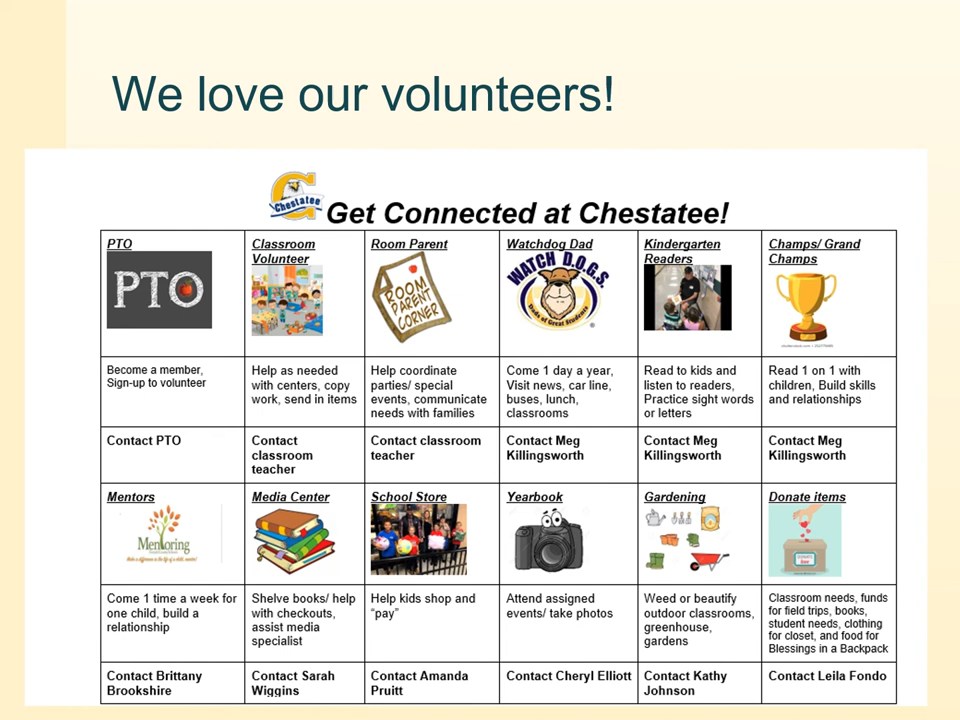 We love our volunteers!
Chestatee
Get Connected at Chestatee!
PTO
Classroom
Volunteer
Room Parent
Watchdog Dad
Kindergarten
Readers
Champs/ Grand
Champs
PTO
ROOM
PARENT
CORNER
WATCH D.O.G.S.
Dads of Great Students
Become a member,
Sign-up to volunteer
Help as needed
with centers, copy
work, send in items
Help coordinate
parties/ special
events, communicate
needs with families
Come 1 day a year,
Visit news, car line,
buses, lunch,
classrooms
Read to kids and
listen to readers,
Practice sight words
or letters
Read 1 on 1 with
children, Build skills
and relationships
Contact PTO
Contact
classroom
teacher
Contact classroom
teacher
Contact Meg
Killingsworth
Contact Meg
Killingsworth
Contact Meg
Killingsworth
Mentors
Media Center
School Store
Yearbook
Gardening
Donate items
Mentoring
DONATE
Come 1 time a week for
one child, build a
relationship
Shelve books/ help
with checkouts,
assist media
specialist
Help kids shop and
“pay”
Attend assigned
events/ take photos
Weed or beautify
outdoor classrooms,
greenhouse,
gardens
Classroom needs, funds
for field trips, books,
student needs, clothing
for closet, and food for
Blessings in a Backpack
Contact Brittany
Brookshire
Contact Sarah
Wiggins
Contact Amanda
Pruitt
Contact Cheryl Elliott
Contact Kathy
Johnson
Contact Leila Fondo